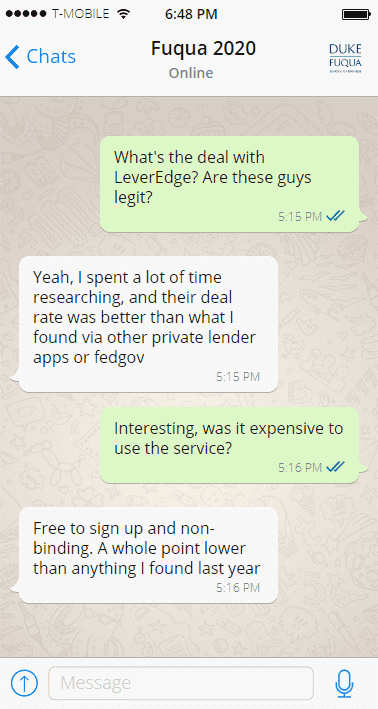 T-MOBILE 6:48 PM
Chats
Fuqua 2020
Online
DUKE
FUQUA
SCHOOL OF BUSINESS
What's the deal with
LeverEdge? Are these guys
legit?
5:15 PM
Yeah, I spent a lot of time
researching, and their deal
rate was better than what I
found via other private lender
apps or fedgov
5:15 PM
Interesting, was it expensive to
use the service?
5:16 PM
Free to sign up and non-
binding. A whole point lower
than anything I found last year
5:16 PM
Message